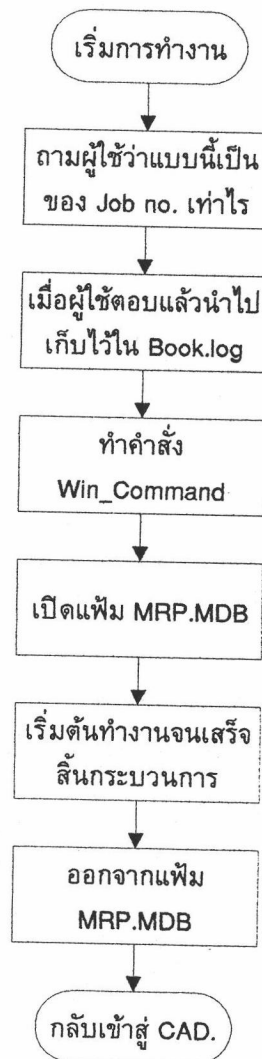 เริ่มการทำงาน
ถามผู้ใช้ว่าแบบนี้เป็น
ของ Job no. เท่าไร
เมื่อผู้ใช้ตอบแล้วนำไป
เก็บไว้ใน Book.log
ทำคำสั่ง
Win_Command
เปิดแฟ้ม MRP.MDB
เริ่มต้นทำงานจนเสร็จ
สิ้นกระบวนการ
ออกจากแฟ้ม
MRP.MDB
กลับเข้าสู่ CAD.